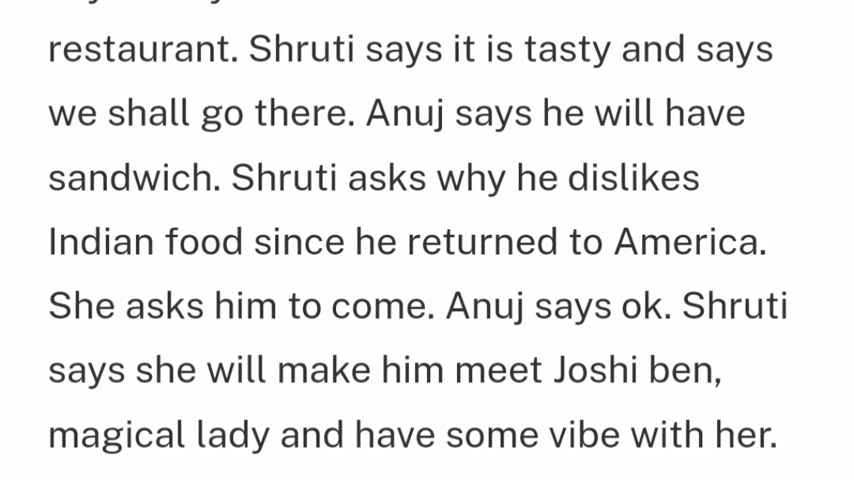 restaurant. Shruti says it is tasty and says
we shall go there. Anuj says he will have
sandwich. Shruti asks why he dislikes
Indian food since he returned to America.
She asks him to come. Anuj says ok. Shruti
says she will make him meet Joshi ben,
magical lady and have some vibe with her.